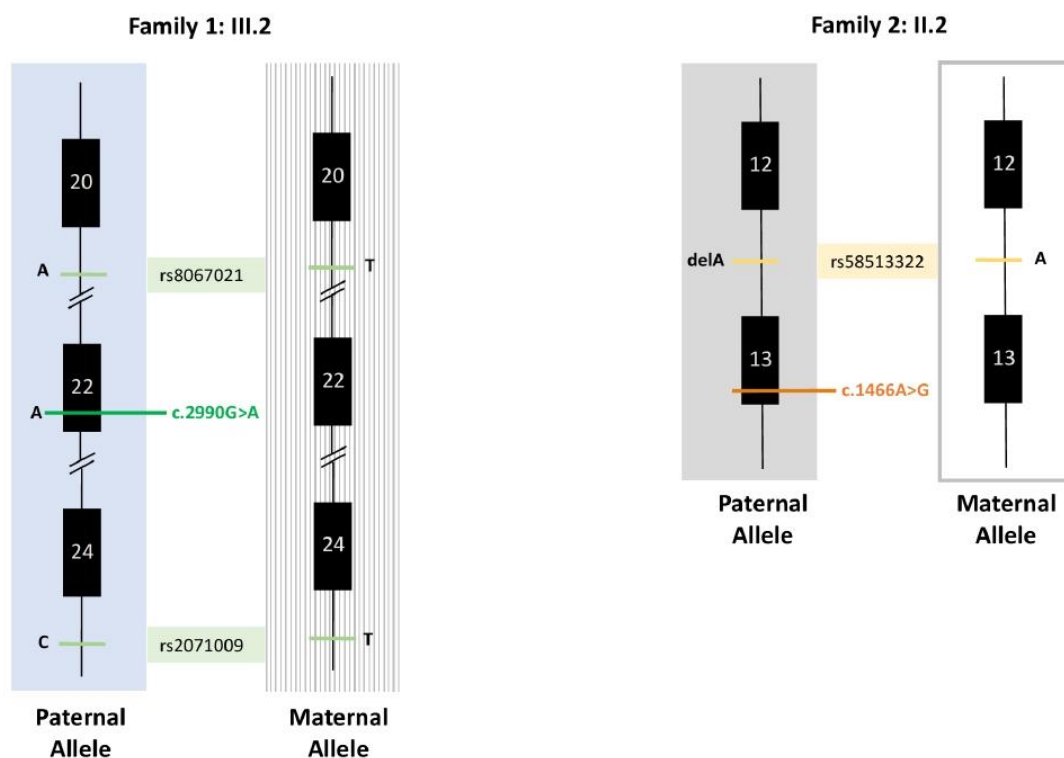 Family 1: III.2
20
A
rs8067021
22
A
c.2990G>A
24
C
rs2071009
Paternal
Allele
20
T
22
24
T
Maternal
Allele
Family 2: II.2
12
delA
rs58513322
13
c.1466A>G
Paternal
Allele
12
A
13
Maternal
Allele